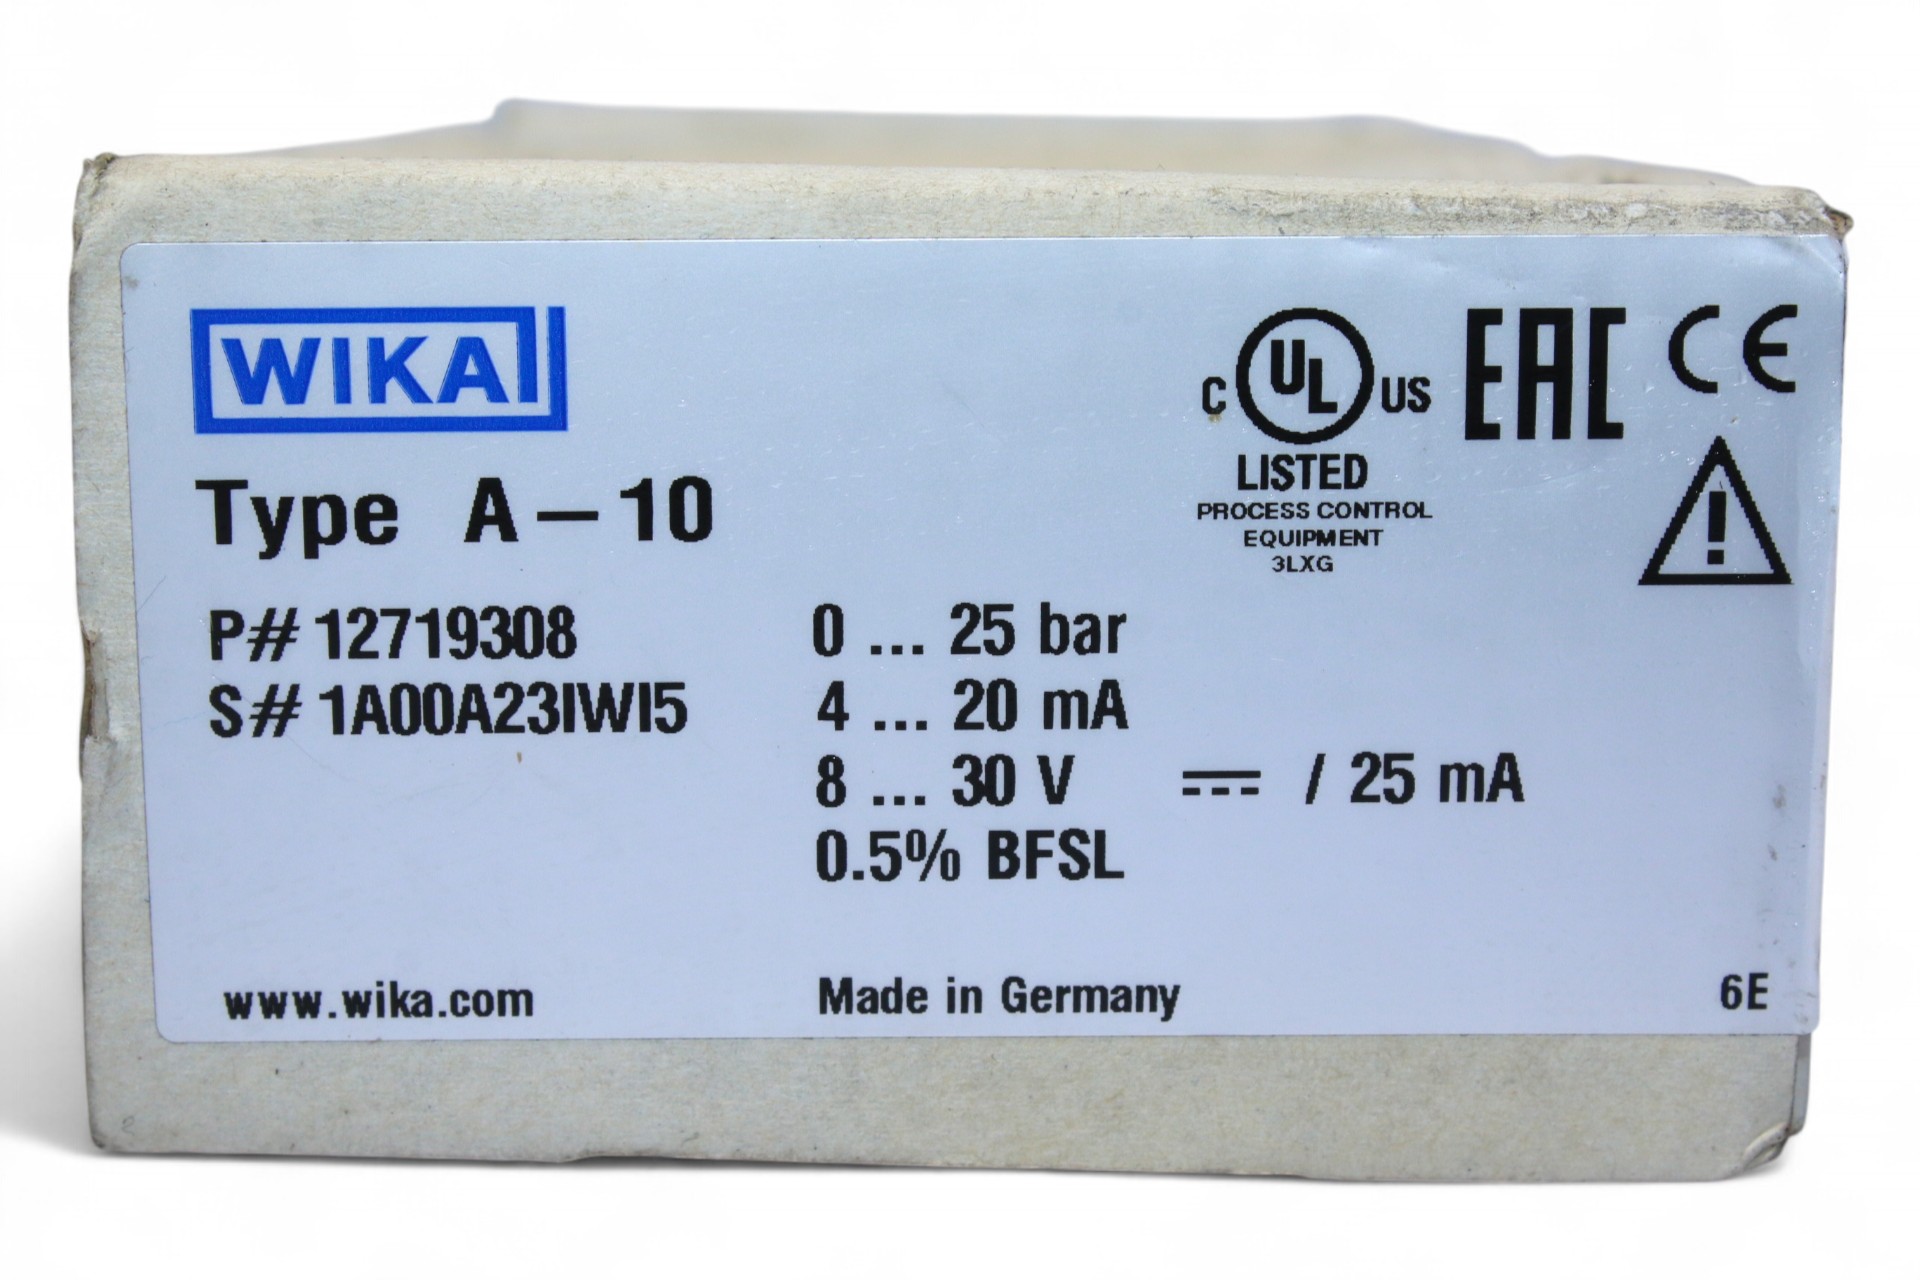 WIKA
Type A-10
P# 12719308
S# 1A00A23IWI5
0 ... 25 bar
4 ... 20 mA
8 ... 30 V ⎓ / 25 mA
0.5% BFSL
c UL us
LISTED
PROCESS CONTROL
EQUIPMENT
3LXG
EAC
CE
!
www.wika.com
Made in Germany
6E